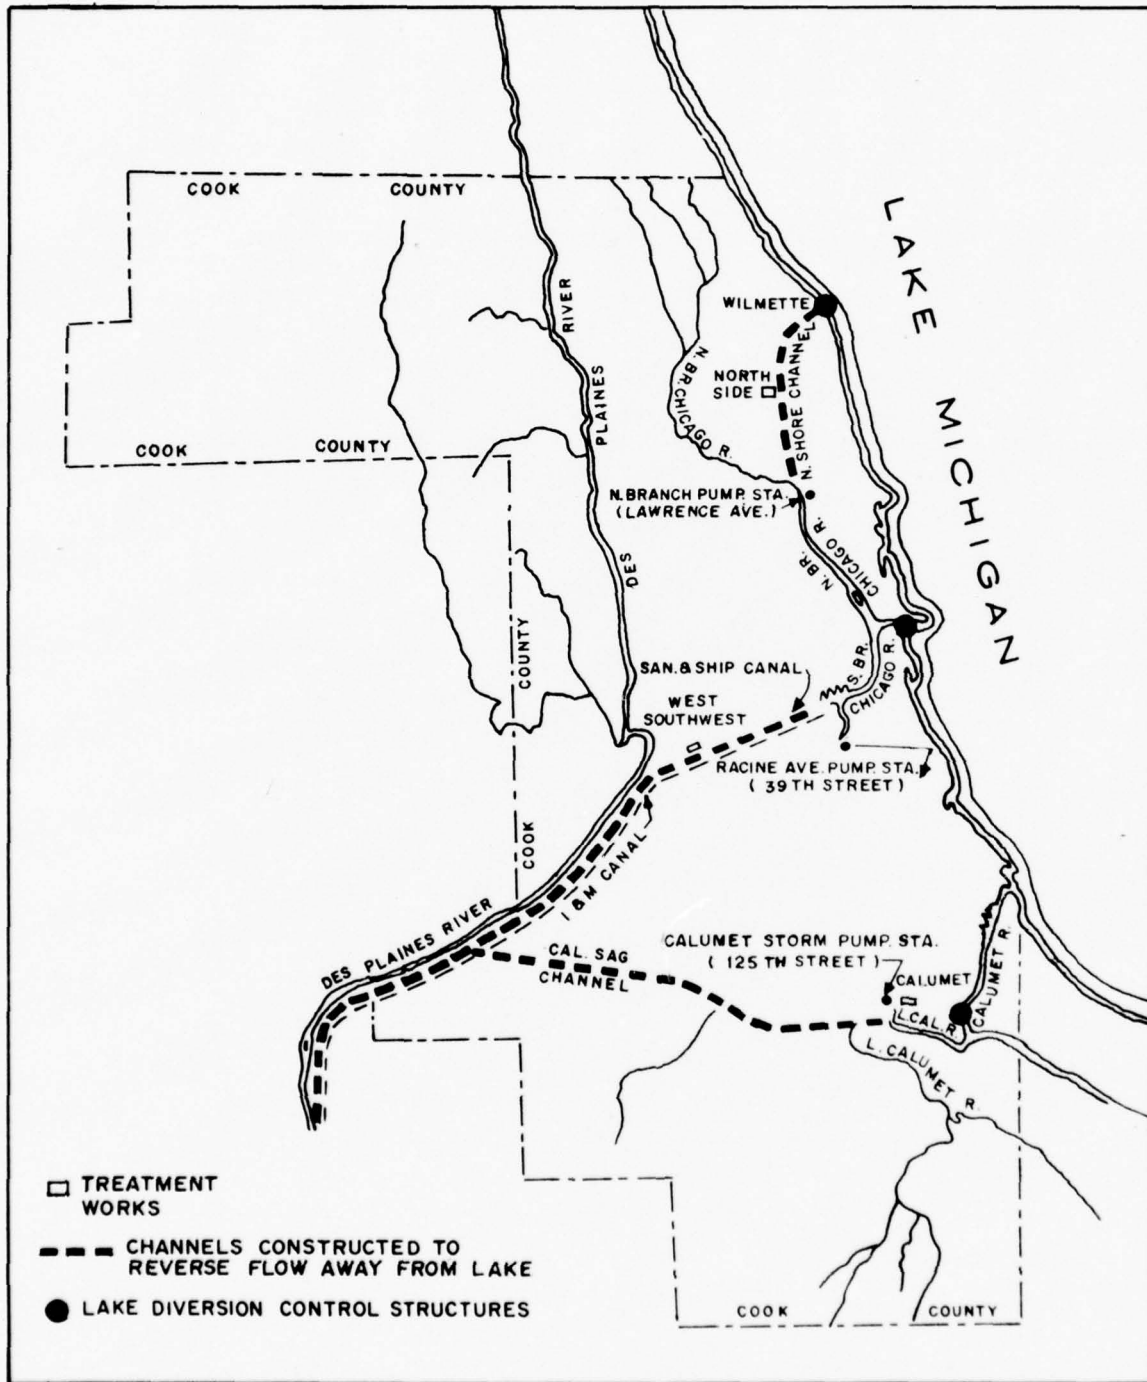 COOK COUNTY
LAKE MICHIGAN
RIVER
PLAINES
DES
WILMETTE
N. SHORE CHANNEL
NORTH
SIDE
N. BR. CHICAGO R.
COOK COUNTY
N. BRANCH PUMP. STA.
(LAWRENCE AVE.)
N. BR.
CHICAGO R.
COUNTY
COOK
SAN. & SHIP CANAL
S. BR.
CHICAGO R.
WEST
SOUTHWEST
RACINE AVE. PUMP. STA.
( 39TH STREET )
I & M CANAL
DES PLAINES RIVER
CAL. SAG
CHANNEL
CALUMET STORM PUMP. STA.
( 125TH STREET )
CALUMET
CALUMET R.
L. CAL. R.
L. CALUMET R.
TREATMENT
WORKS
CHANNELS CONSTRUCTED TO
REVERSE FLOW AWAY FROM LAKE
LAKE DIVERSION CONTROL STRUCTURES
COOK COUNTY